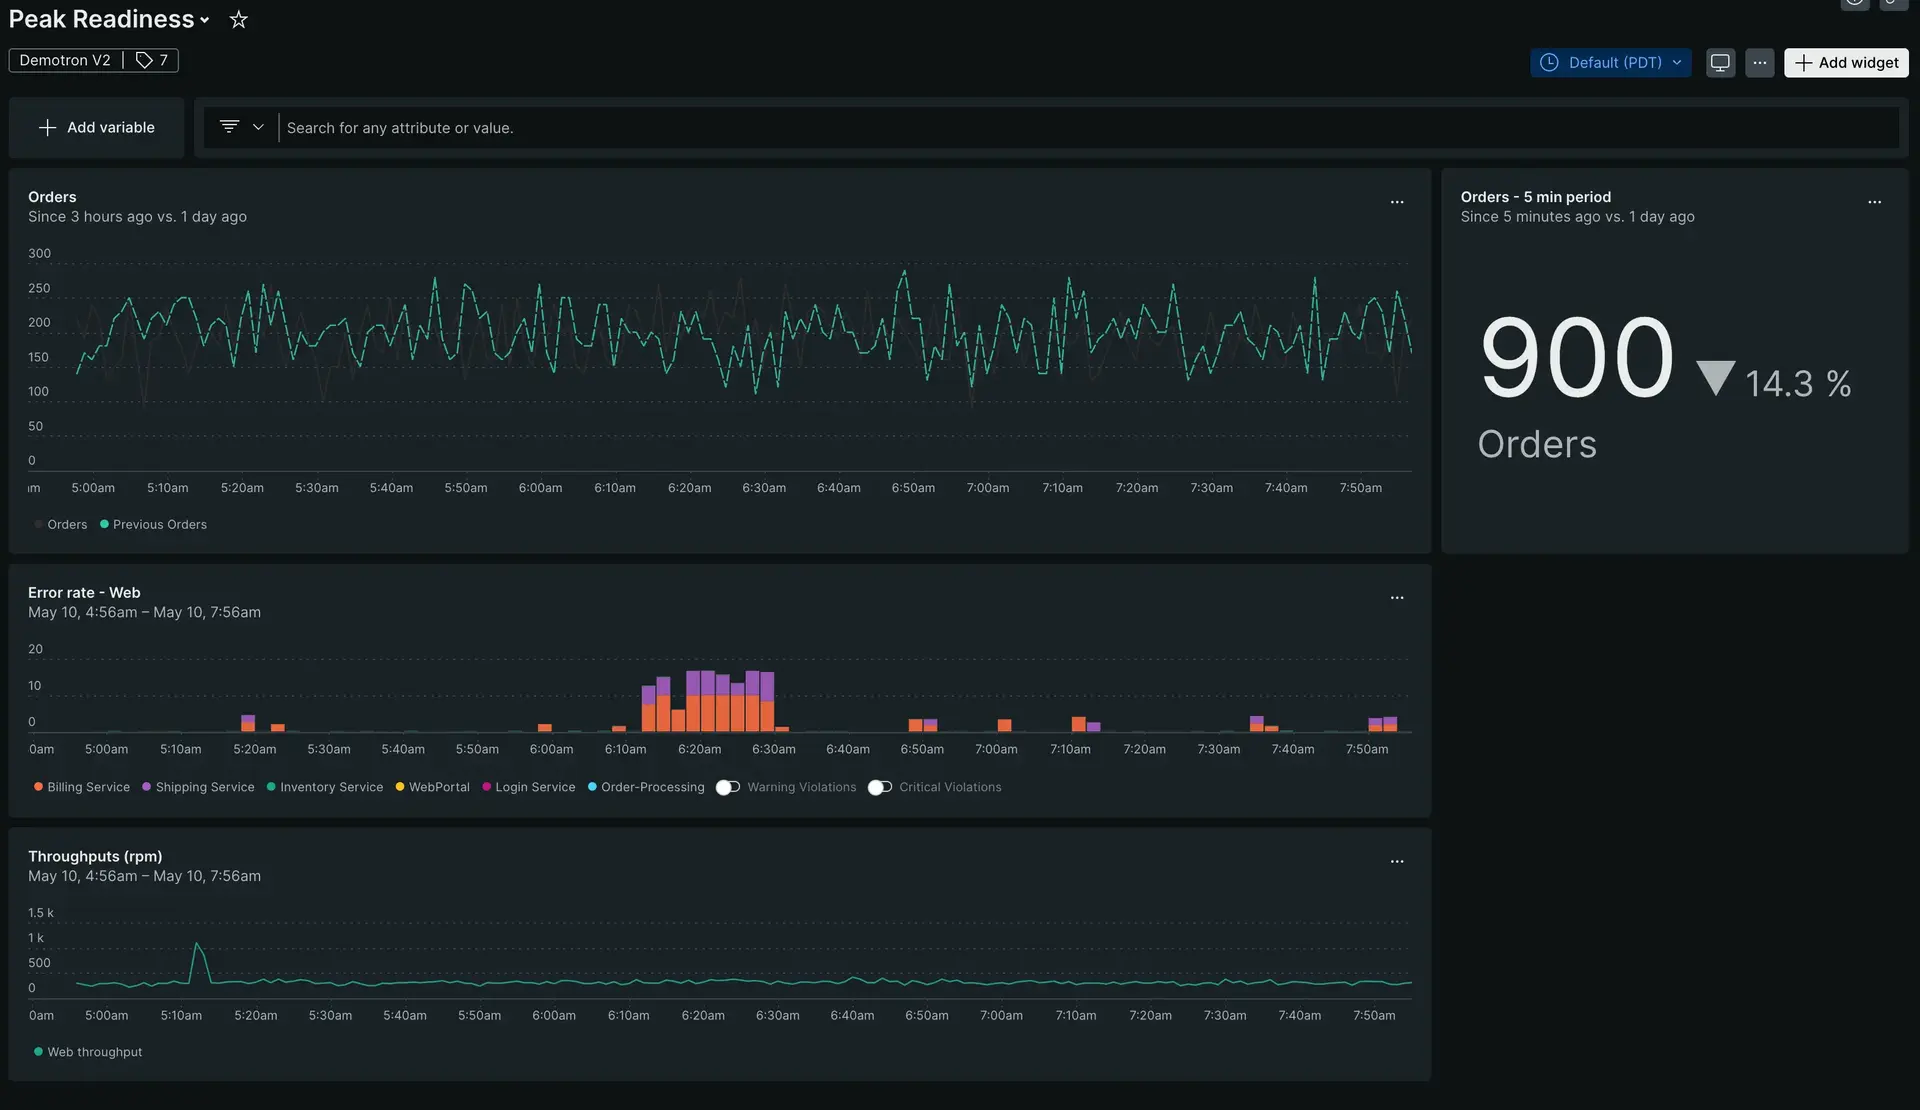 Peak Readiness
Demotron V2 | 7
Default (PDT)
Add widget
Add variable
Search for any attribute or value.
Orders
Since 3 hours ago vs. 1 day ago
300
250
200
150
100
50
0
5:00am 5:10am 5:20am 5:30am 5:40am 5:50am 6:00am 6:10am 6:20am 6:30am 6:40am 6:50am 7:00am 7:10am 7:20am 7:30am 7:40am 7:50am
Orders Previous Orders
Orders - 5 min period
Since 5 minutes ago vs. 1 day ago
900 14.3 %
Orders
Error rate - Web
May 10, 4:56am – May 10, 7:56am
20
10
0
0am 5:00am 5:10am 5:20am 5:30am 5:40am 5:50am 6:00am 6:10am 6:20am 6:30am 6:40am 6:50am 7:00am 7:10am 7:20am 7:30am 7:40am 7:50am
Billing Service Shipping Service Inventory Service WebPortal Login Service Order-Processing Warning Violations Critical Violations
Throughputs (rpm)
May 10, 4:56am – May 10, 7:56am
1.5 k
1 k
500
0
0am 5:00am 5:10am 5:20am 5:30am 5:40am 5:50am 6:00am 6:10am 6:20am 6:30am 6:40am 6:50am 7:00am 7:10am 7:20am 7:30am 7:40am 7:50am
Web throughput